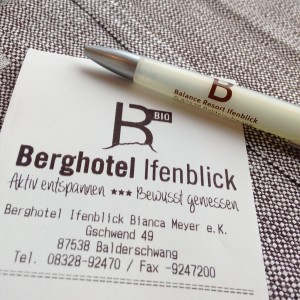 Balance Resort Ifenblick
B BIO
Berghotel Ifenblick
Aktiv entspannen *** Bewusst geniessen
Berghotel Ifenblick Bianca Meyer e.K.
Gschwend 49
87538 Balderschwang
Tel. 08328-92470 / Fax -9247200